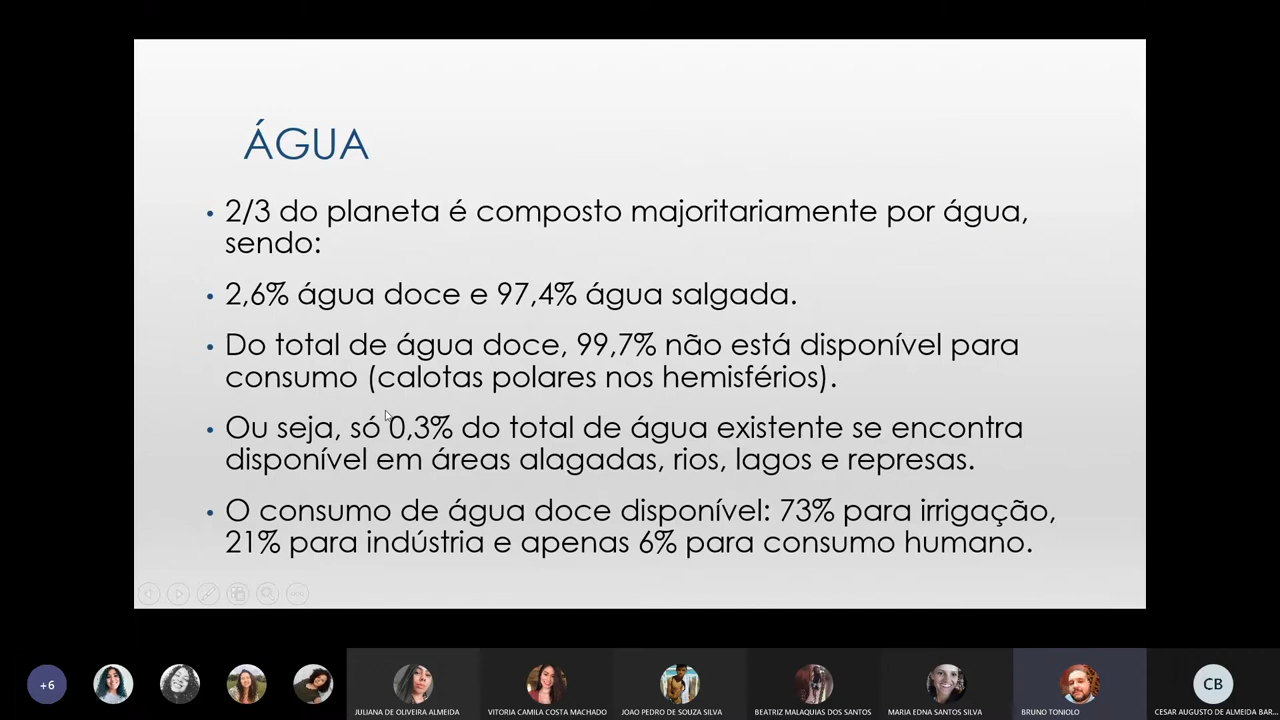 ÁGUA
2/3 do planeta é composto majoritariamente por água,
sendo:
2,6% água doce e 97,4% água salgada.
Do total de água doce, 99,7% não está disponível para
consumo (calotas polares nos hemisférios).
Ou seja, só 0,3% do total de água existente se encontra
disponível em áreas alagadas, rios, lagos e represas.
O consumo de água doce disponível: 73% para irrigação,
21% para indústria e apenas 6% para consumo humano.
+6
CB
JULIANA DE OLIVEIRA ALMEIDA
VITORIA CAMILA COSTA MACHADO
JOAO PEDRO DE SOUZA SILVA
BEATRIZ MALAQUIAS DOS SANTOS
MARIA EDNA SANTOS SILVA
BRUNO TONIOLO
CESAR AUGUSTO DE ALMEIDA BAR...